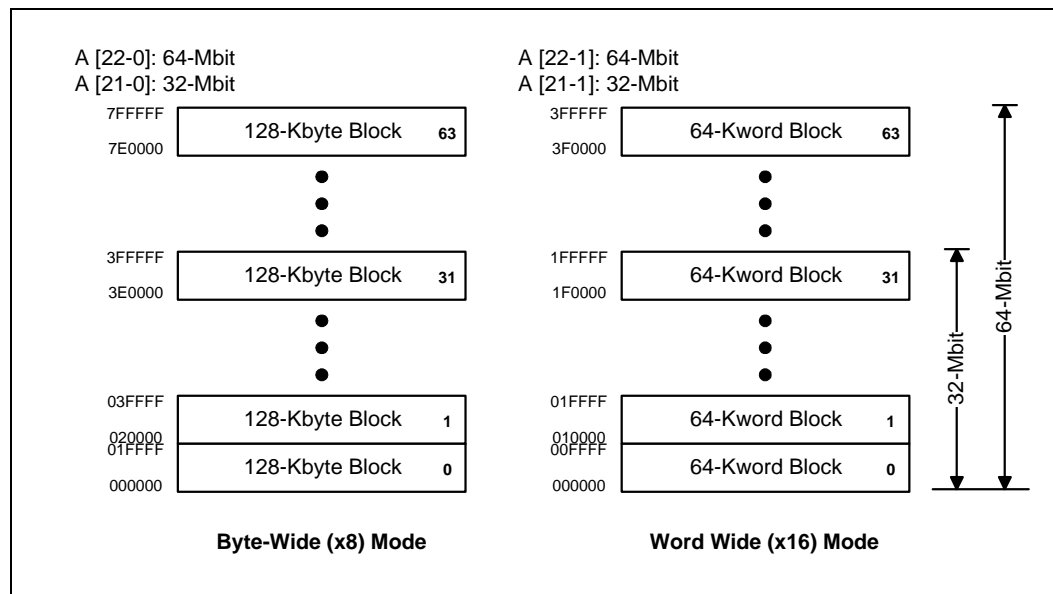 A [22-0]: 64-Mbit
A [21-0]: 32-Mbit
7FFFFF
128-Kbyte Block 63
7E0000
3FFFFF
128-Kbyte Block 31
3E0000
03FFFF
128-Kbyte Block 1
020000
01FFFF
128-Kbyte Block 0
000000
Byte-Wide (x8) Mode
A [22-1]: 64-Mbit
A [21-1]: 32-Mbit
3FFFFF
64-Kword Block 63
3F0000
1FFFFF
64-Kword Block 31
1F0000
01FFFF
64-Kword Block 1
010000
00FFFF
64-Kword Block 0
000000
Word Wide (x16) Mode
32-Mbit
64-Mbit